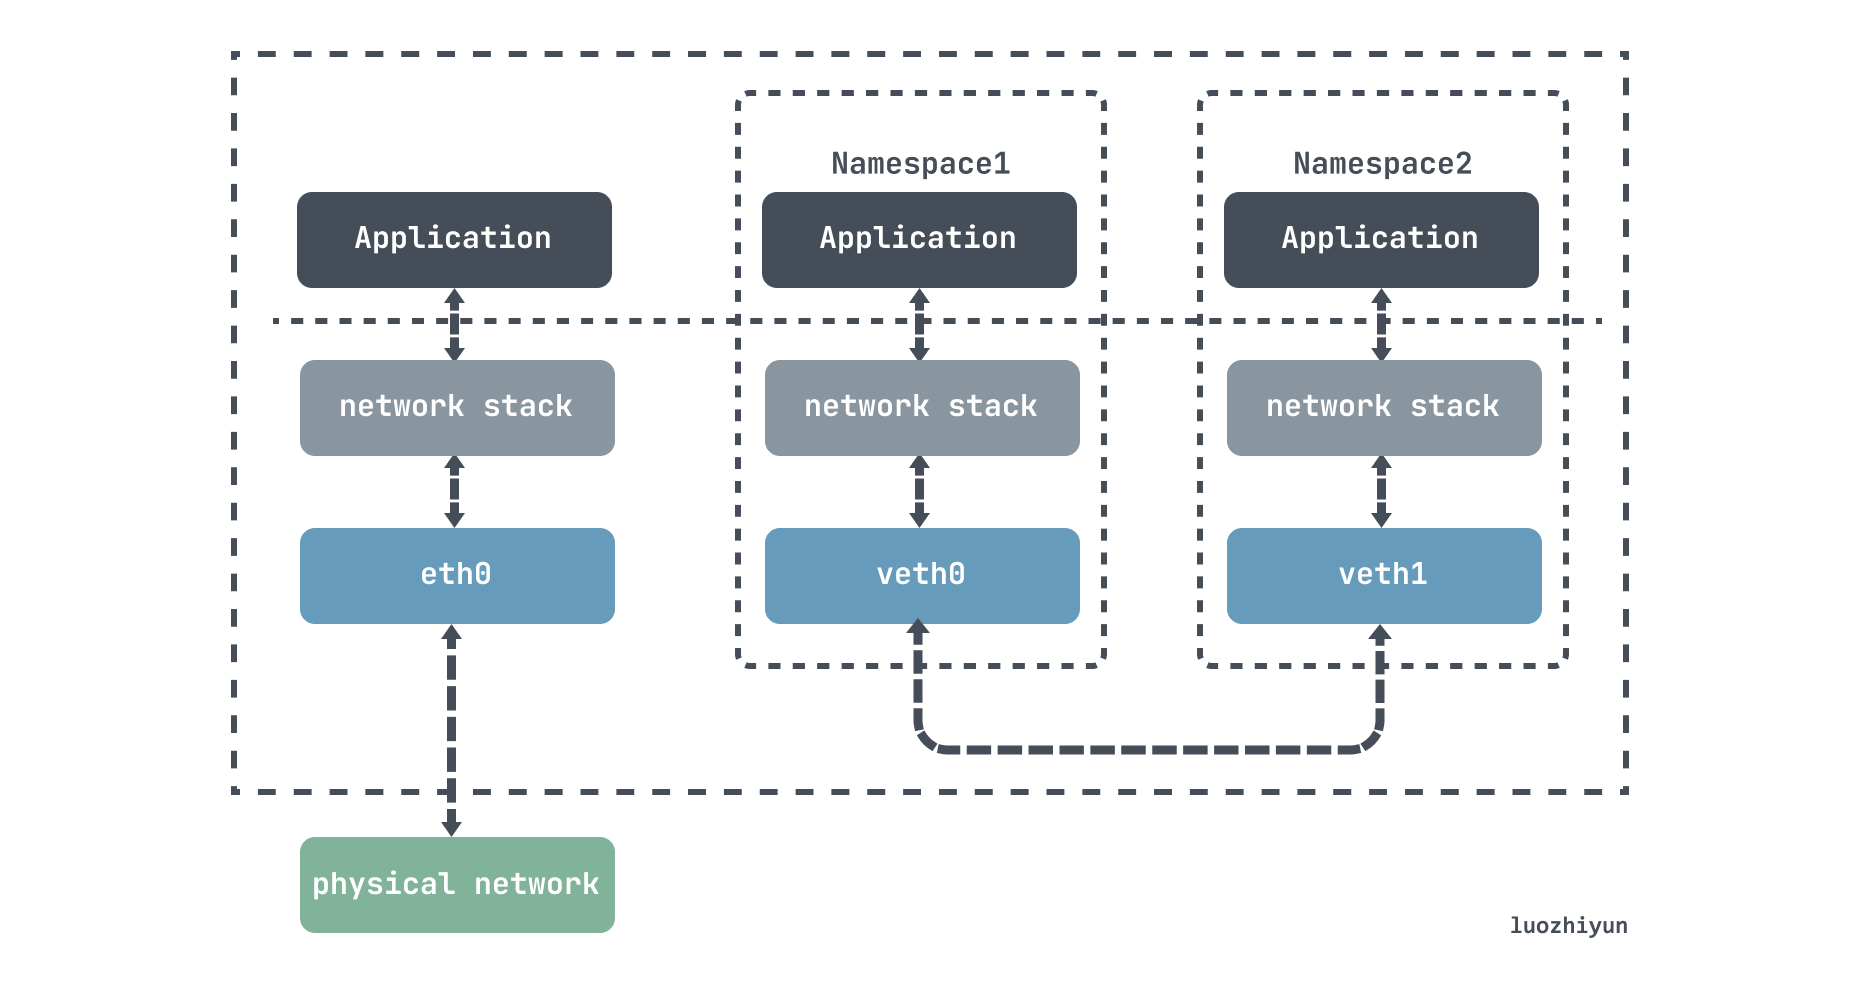 Namespace1
Namespace2
Application
Application
Application
network stack
network stack
network stack
eth0
veth0
veth1
physical network
luozhiyun